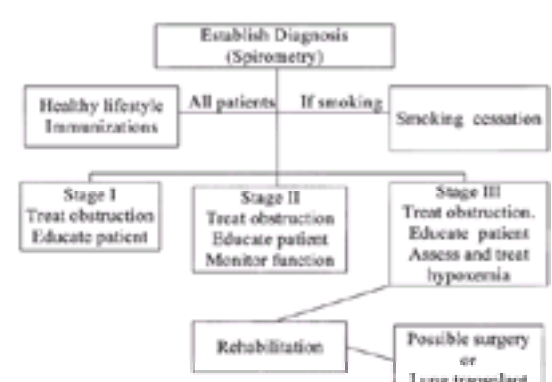 Establish Diagnosis
(Spirometry)
Healthy lifestyle
Immunizations
All patients
If smoking
Smoking cessation
Stage I
Treat obstruction
Educate patient
Stage II
Treat obstruction
Educate patient
Monitor function
Stage III
Treat obstruction.
Educate patient
Assess and treat
hypoxemia
Rehabilitation
Possible surgery
or
Lung transplant